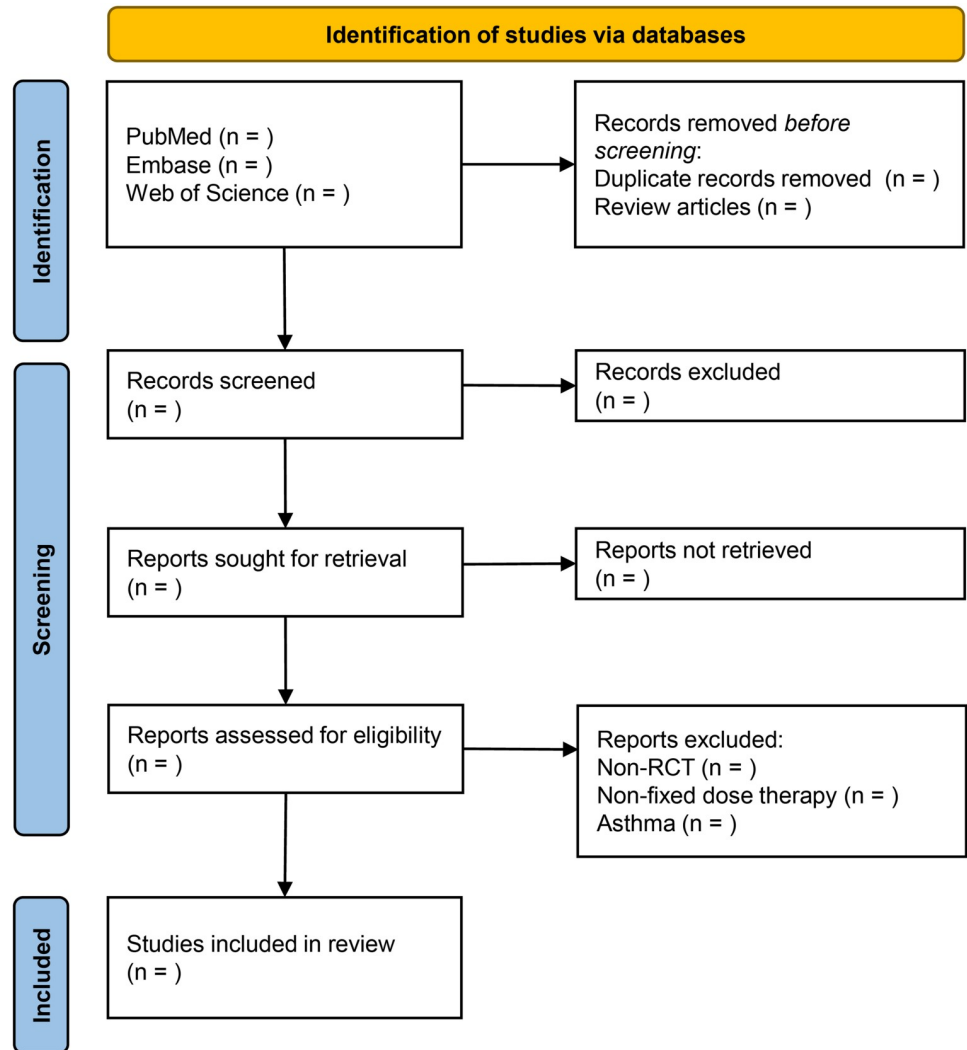 Identification of studies via databases
Identification
PubMed (n = )
Embase (n = )
Web of Science (n = )
Records removed before
screening:
Duplicate records removed (n = )
Review articles (n = )
Screening
Records screened
(n = )
Records excluded
(n = )
Reports sought for retrieval
(n = )
Reports not retrieved
(n = )
Reports assessed for eligibility
(n = )
Reports excluded:
Non-RCT (n = )
Non-fixed dose therapy (n = )
Asthma (n = )
Included
Studies included in review
(n = )